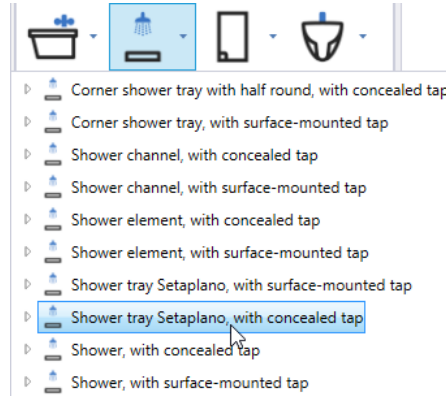 Corner shower tray with half round, with concealed tap
Corner shower tray, with surface-mounted tap
Shower channel, with concealed tap
Shower channel, with surface-mounted tap
Shower element, with concealed tap
Shower element, with surface-mounted tap
Shower tray Setaplano, with surface-mounted tap
Shower tray Setaplano, with concealed tap
Shower, with concealed tap
Shower, with surface-mounted tap